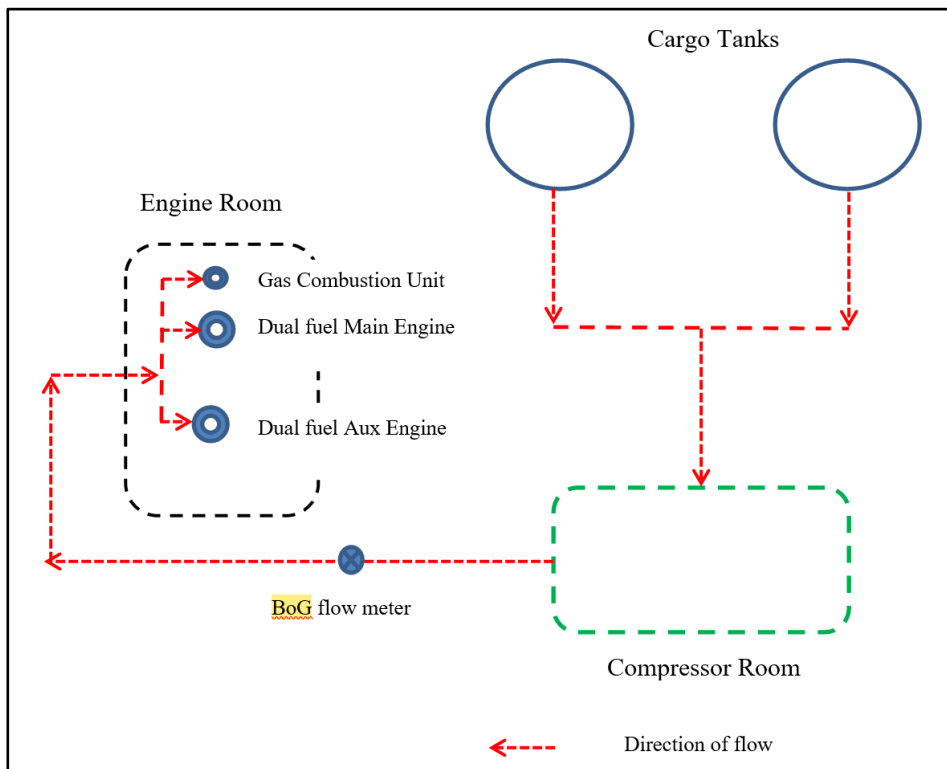 Cargo Tanks
Engine Room
Gas Combustion Unit
Dual fuel Main Engine
Dual fuel Aux Engine
BoG flow meter
Compressor Room
Direction of flow